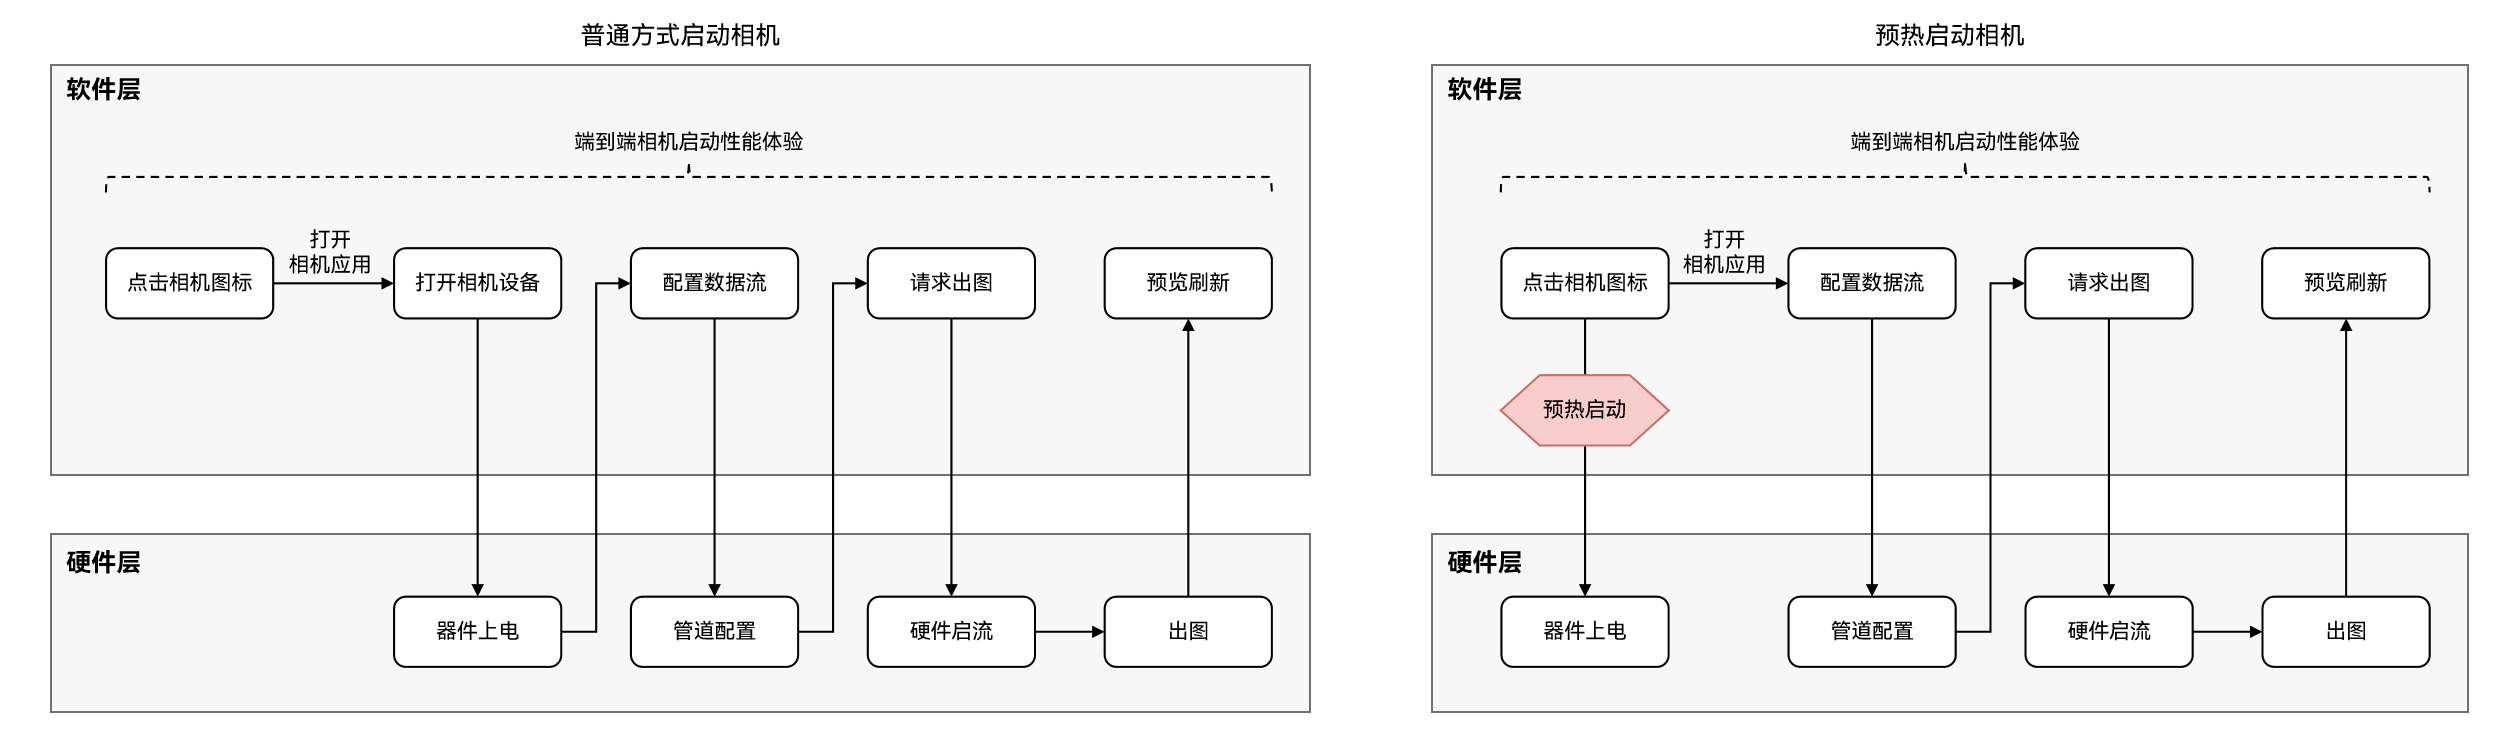 普通方式启动相机
软件层
端到端相机启动性能体验
点击相机图标
打开
相机应用
打开相机设备
配置数据流
请求出图
预览刷新
硬件层
器件上电
管道配置
硬件启流
出图
预热启动相机
软件层
端到端相机启动性能体验
点击相机图标
打开
相机应用
配置数据流
请求出图
预览刷新
预热启动
硬件层
器件上电
管道配置
硬件启流
出图